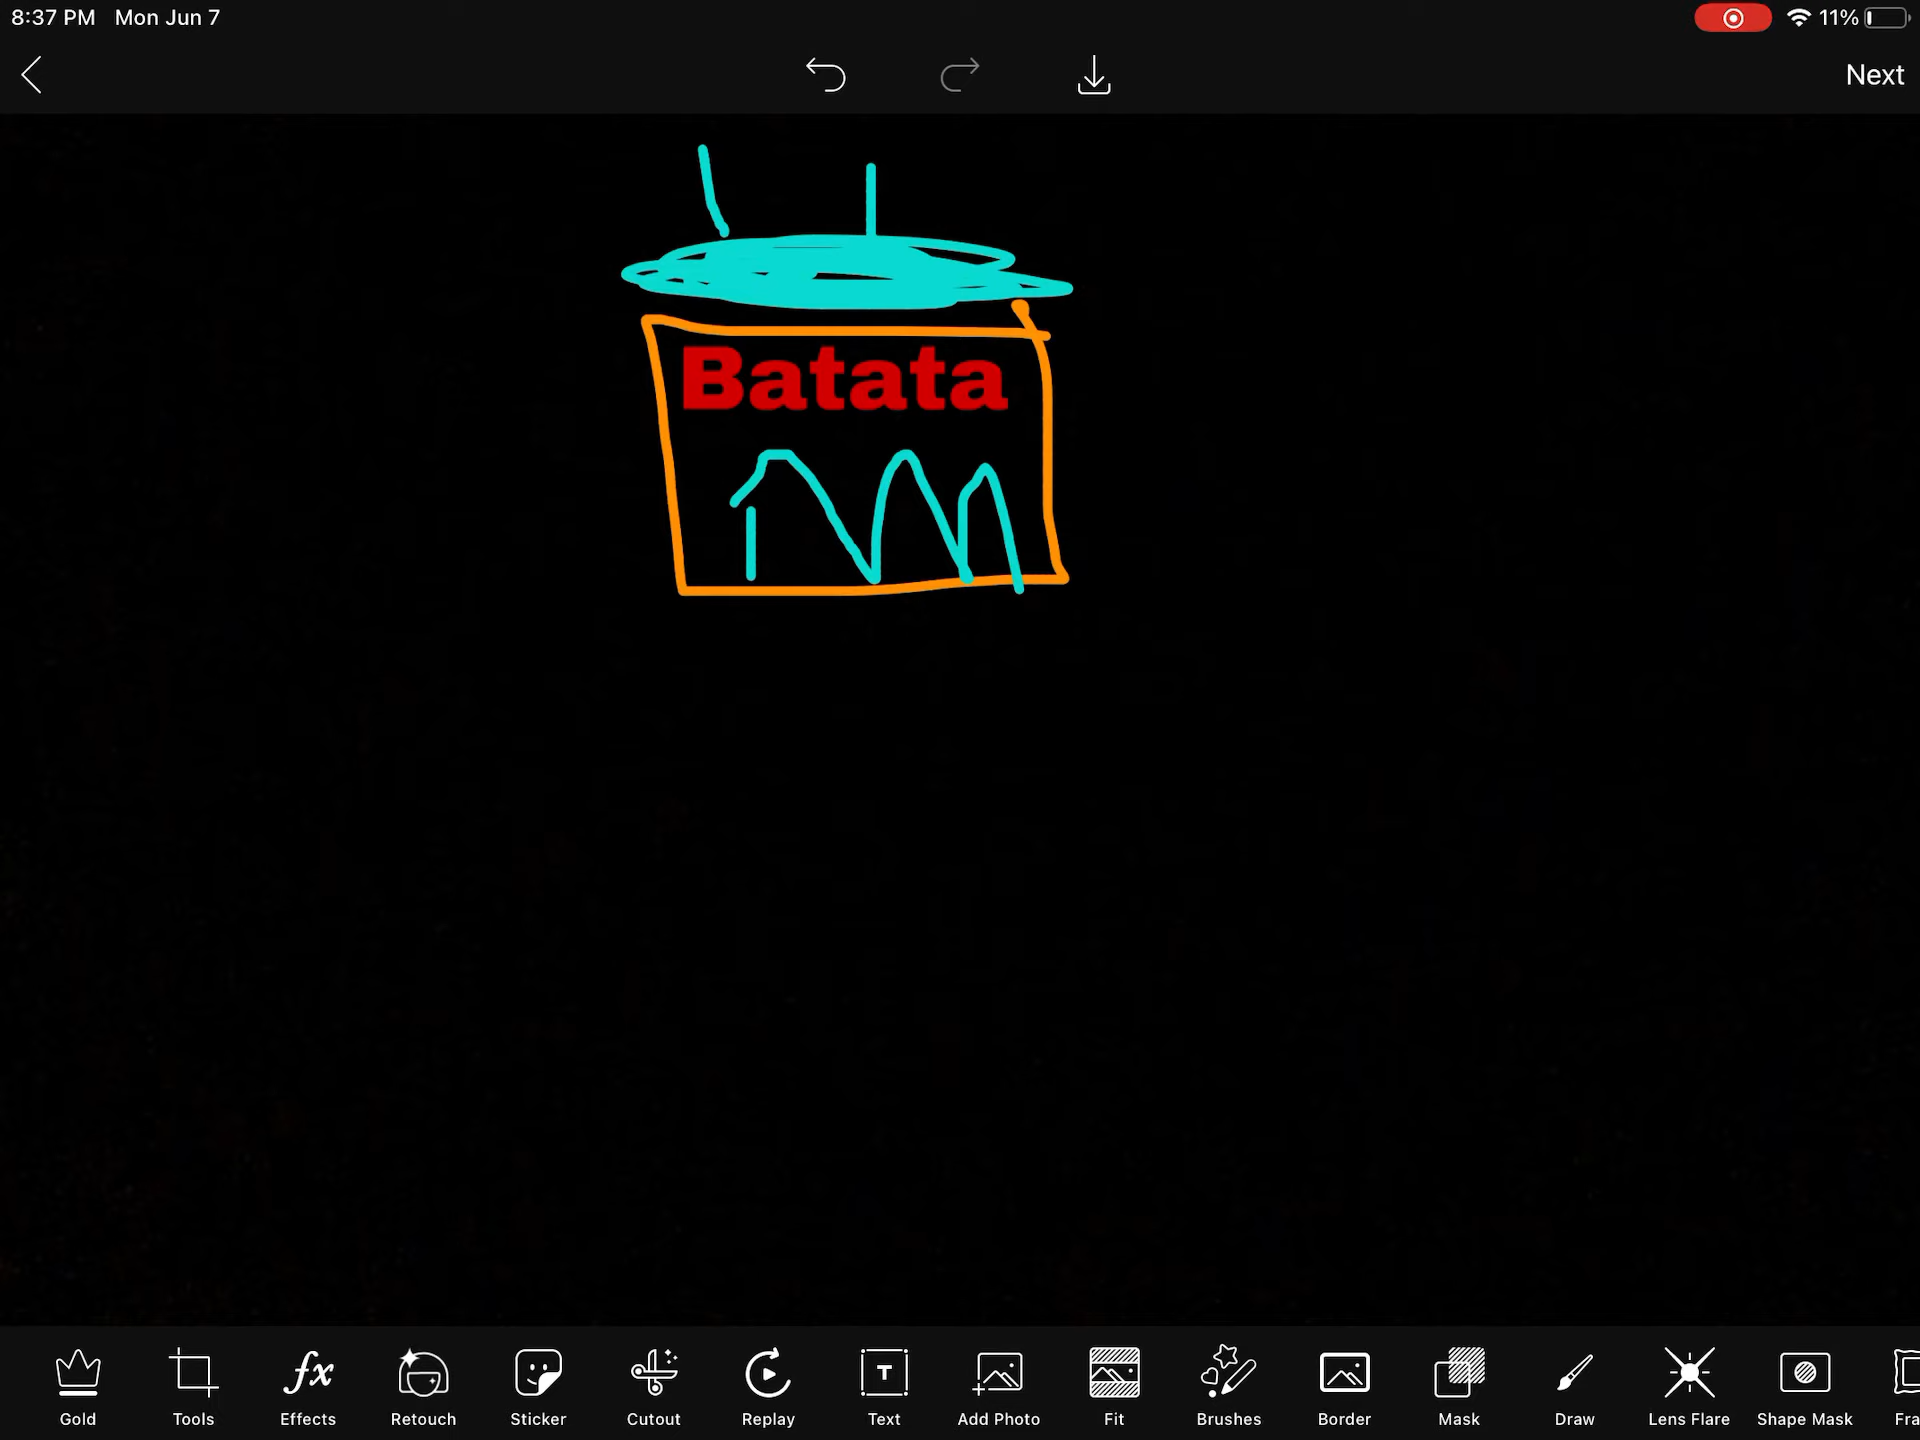 8:37 PM Mon Jun 7 11%
Next
Batata
Gold Tools Effects Retouch Sticker Cutout Replay Text Add Photo Fit Brushes Border Mask Draw Lens Flare Shape Mask Fra